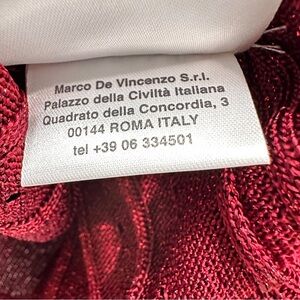 Marco De Vincenzo S.r.l.
Palazzo della Civiltà Italiana
Quadrato della Concordia, 3
00144 ROMA ITALY
tel +39 06 334501